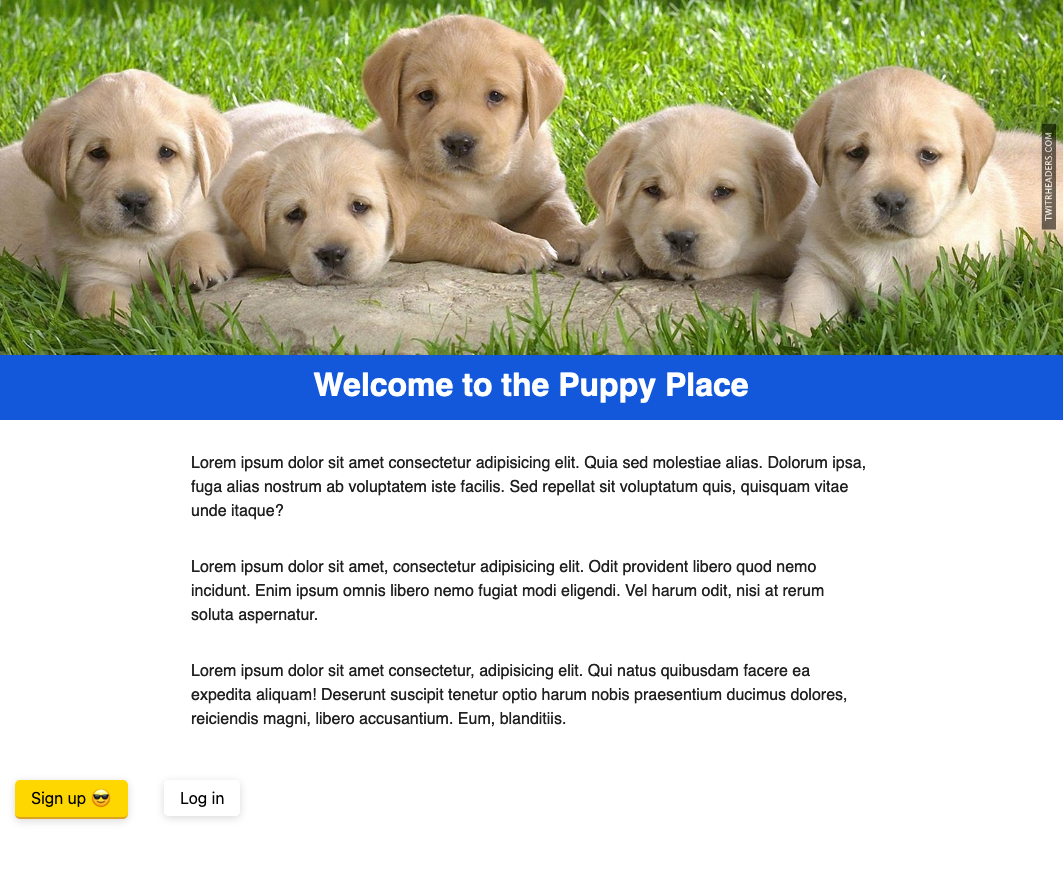 TWITRHEADERS.COM
Welcome to the Puppy Place
Lorem ipsum dolor sit amet consectetur adipisicing elit. Quia sed molestiae alias. Dolorum ipsa,
fuga alias nostrum ab voluptatem iste facilis. Sed repellat sit voluptatum quis, quisquam vitae
unde itaque?
Lorem ipsum dolor sit amet, consectetur adipisicing elit. Odit provident libero quod nemo
incidunt. Enim ipsum omnis libero nemo fugiat modi eligendi. Vel harum odit, nisi at rerum
soluta aspernatur.
Lorem ipsum dolor sit amet consectetur, adipisicing elit. Qui natus quibusdam facere ea
expedita aliquam! Deserunt suscipit tenetur optio harum nobis praesentium ducimus dolores,
reiciendis magni, libero accusantium. Eum, blanditiis.
Sign up 😎
Log in